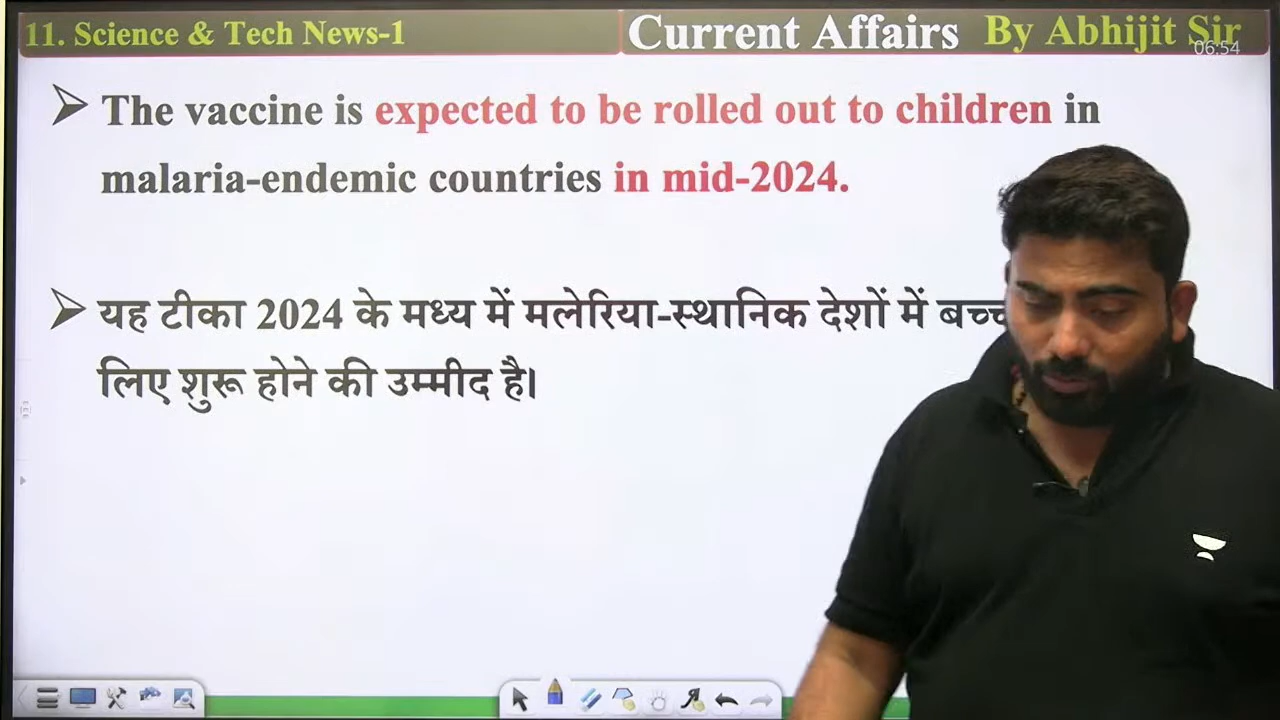 11. Science & Tech News-1
Current Affairs By Abhijit Sir
06:54
The vaccine is expected to be rolled out to children in
malaria-endemic countries in mid-2024.
यह टीका 2024 के मध्य में मलेरिया-स्थानिक देशों में
लिए शुरू होने की उम्मीद है।